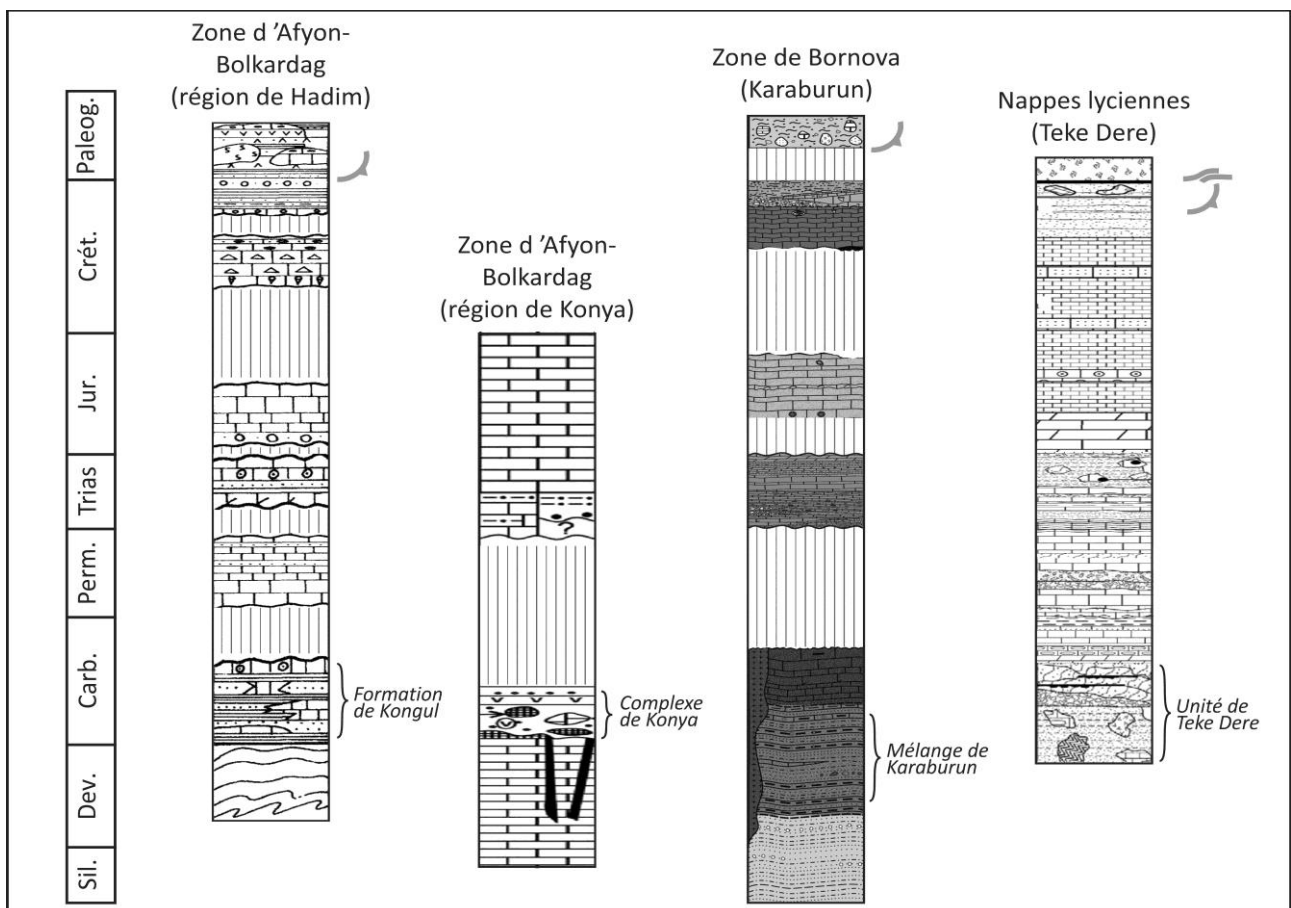 Zone d 'Afyon-
Bolkardag
(région de Hadim)
Zone d 'Afyon-
Bolkardag
(région de Konya)
Zone de Bornova
(Karaburun)
Nappes lyciennes
(Teke Dere)
Paleog.
Crét.
Jur.
Trias
Perm.
Carb.
Dev.
Sil.
?
Formation
de Kongul
Complexe
de Konya
Mélange de
Karaburun
Unité de
Teke Dere